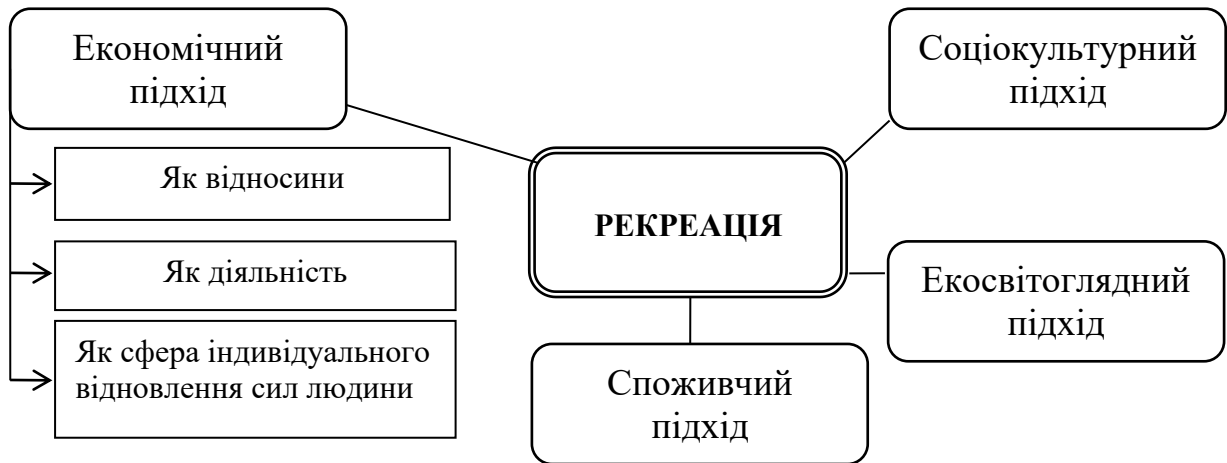 Економічний
підхід
Соціокультурний
підхід
Як відносини
РЕКРЕАЦІЯ
Як діяльність
Екосвітоглядний
підхід
Як сфера індивідуального
відновлення сил людини
Споживчий
підхід